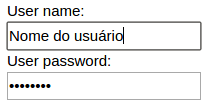 User name:
Nome do usuário
User password:
••••••••